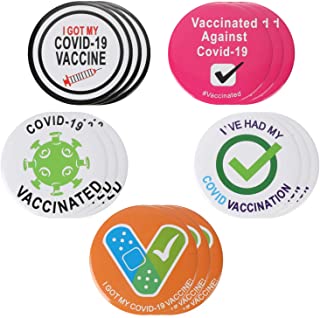 I GOT MY
COVID-19
VACCINE
Vaccinated
Against
Covid-19
#Vaccinated
COVID-19
VACCINATED
I'VE HAD MY
COVID VACCINATION
I GOT MY COVID-19 VACCINE!